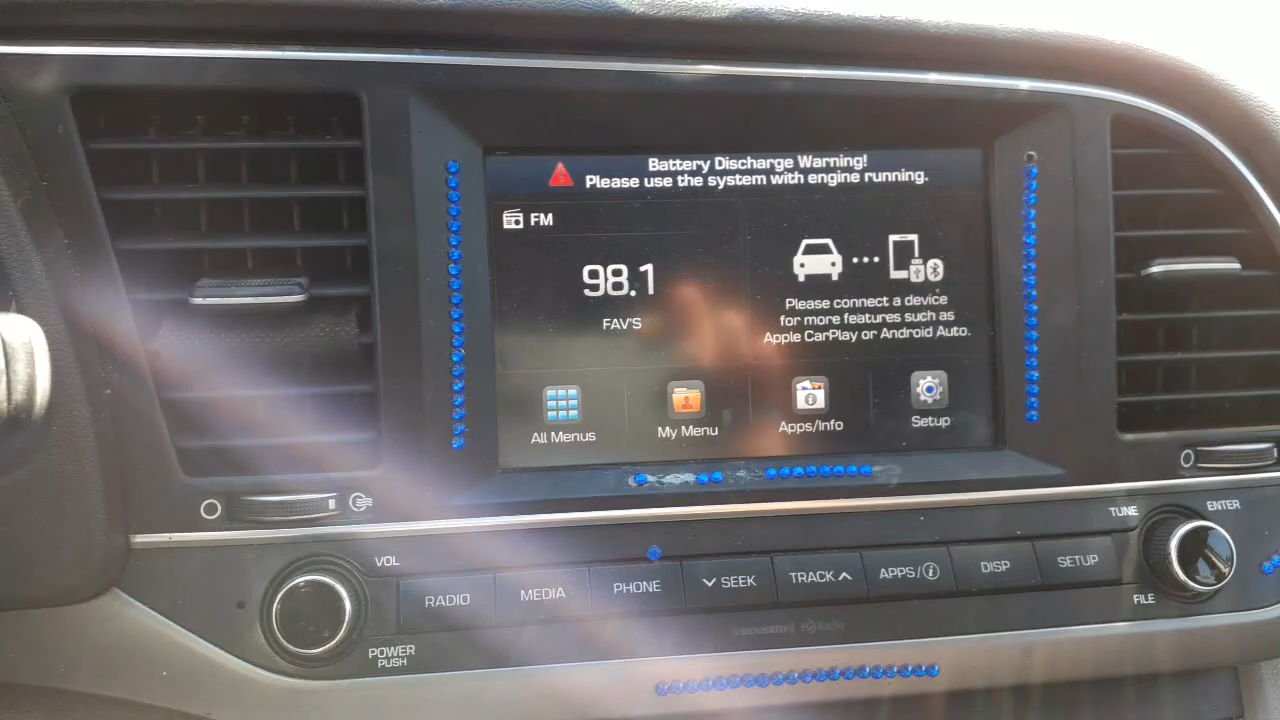 Battery Discharge Warning!
Please use the system with engine running.
FM
98.1
FAV'S
Please connect a device
for more features such as
Apple CarPlay or Android Auto.
All Menus
My Menu
Apps/Info
Setup
VOL
TUNE
ENTER
RADIO
MEDIA
PHONE
SEEK
TRACK
APPS/i
DISP
SETUP
FILE
POWER
PUSH
HD Radio